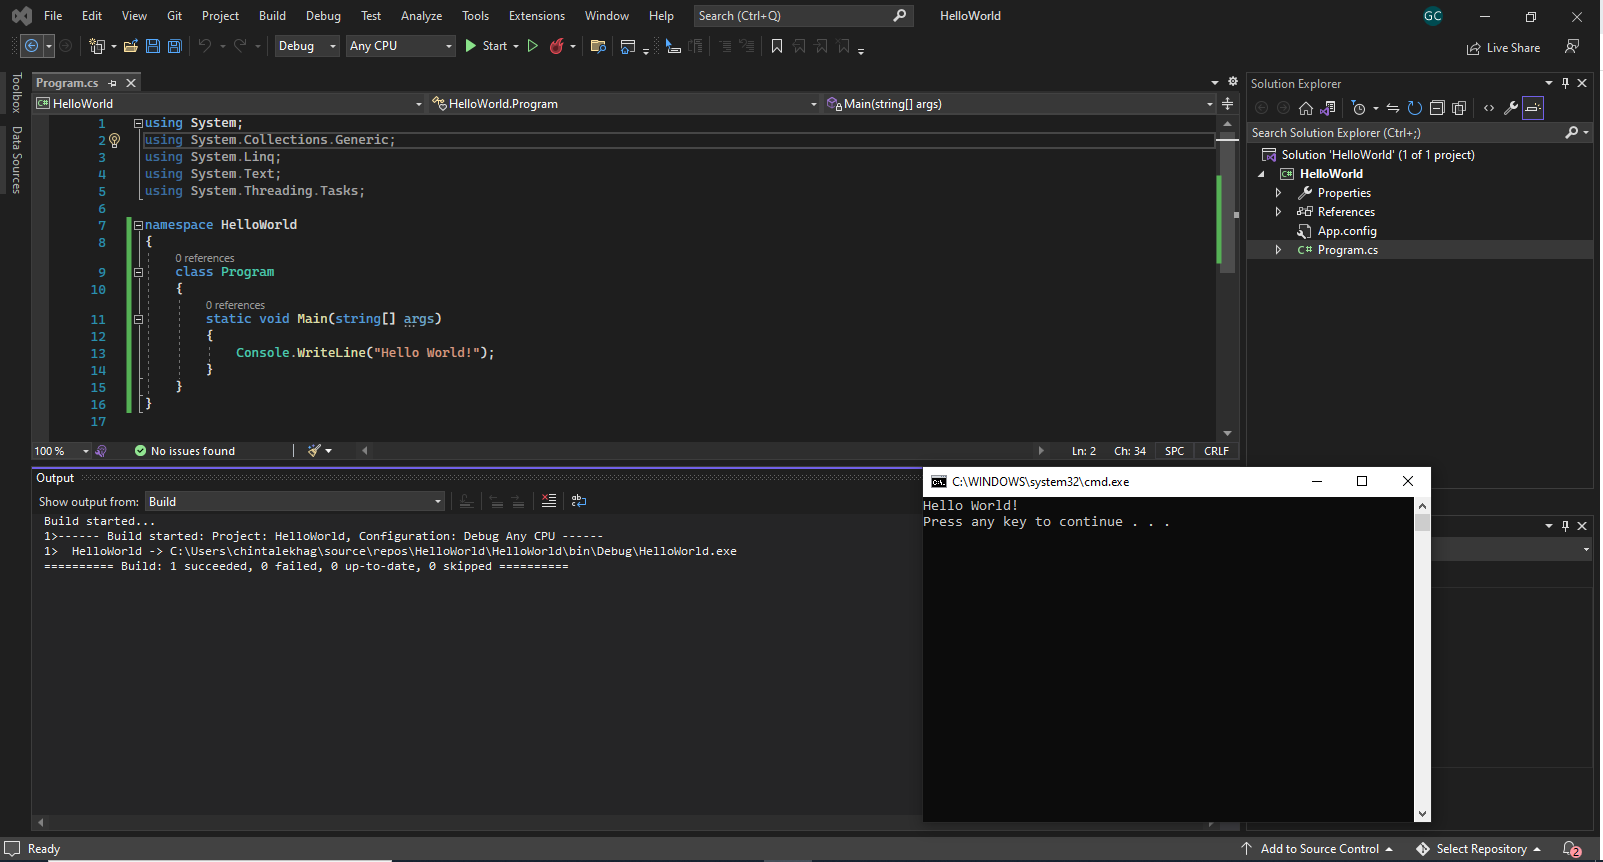 File Edit View Git Project Build Debug Test Analyze Tools Extensions Window Help Search (Ctrl+Q) HelloWorld GC
Debug Any CPU Start Live Share
Toolbox
Data Sources
Program.cs
HelloWorld HelloWorld.Program Main(string[] args)
1 using System;
2 using System.Collections.Generic;
3 using System.Linq;
4 using System.Text;
5 using System.Threading.Tasks;
6
7 namespace HelloWorld
8 {
0 references
9 class Program
10 {
0 references
11 static void Main(string[] args)
12 {
13 Console.WriteLine("Hello World!");
14 }
15 }
16 }
17
100 % No issues found Ln: 2 Ch: 34 SPC CRLF
Solution Explorer
Search Solution Explorer (Ctrl+;)
Solution 'HelloWorld' (1 of 1 project)
C# HelloWorld
Properties
References
App.config
C# Program.cs
Output
Show output from: Build
Build started...
1>------ Build started: Project: HelloWorld, Configuration: Debug Any CPU ------
1>  HelloWorld -> C:\Users\chintalekhag\source\repos\HelloWorld\HelloWorld\bin\Debug\HelloWorld.exe
========== Build: 1 succeeded, 0 failed, 0 up-to-date, 0 skipped ==========
C:\WINDOWS\system32\cmd.exe
Hello World!
Press any key to continue . . .
Ready Add to Source Control Select Repository 2